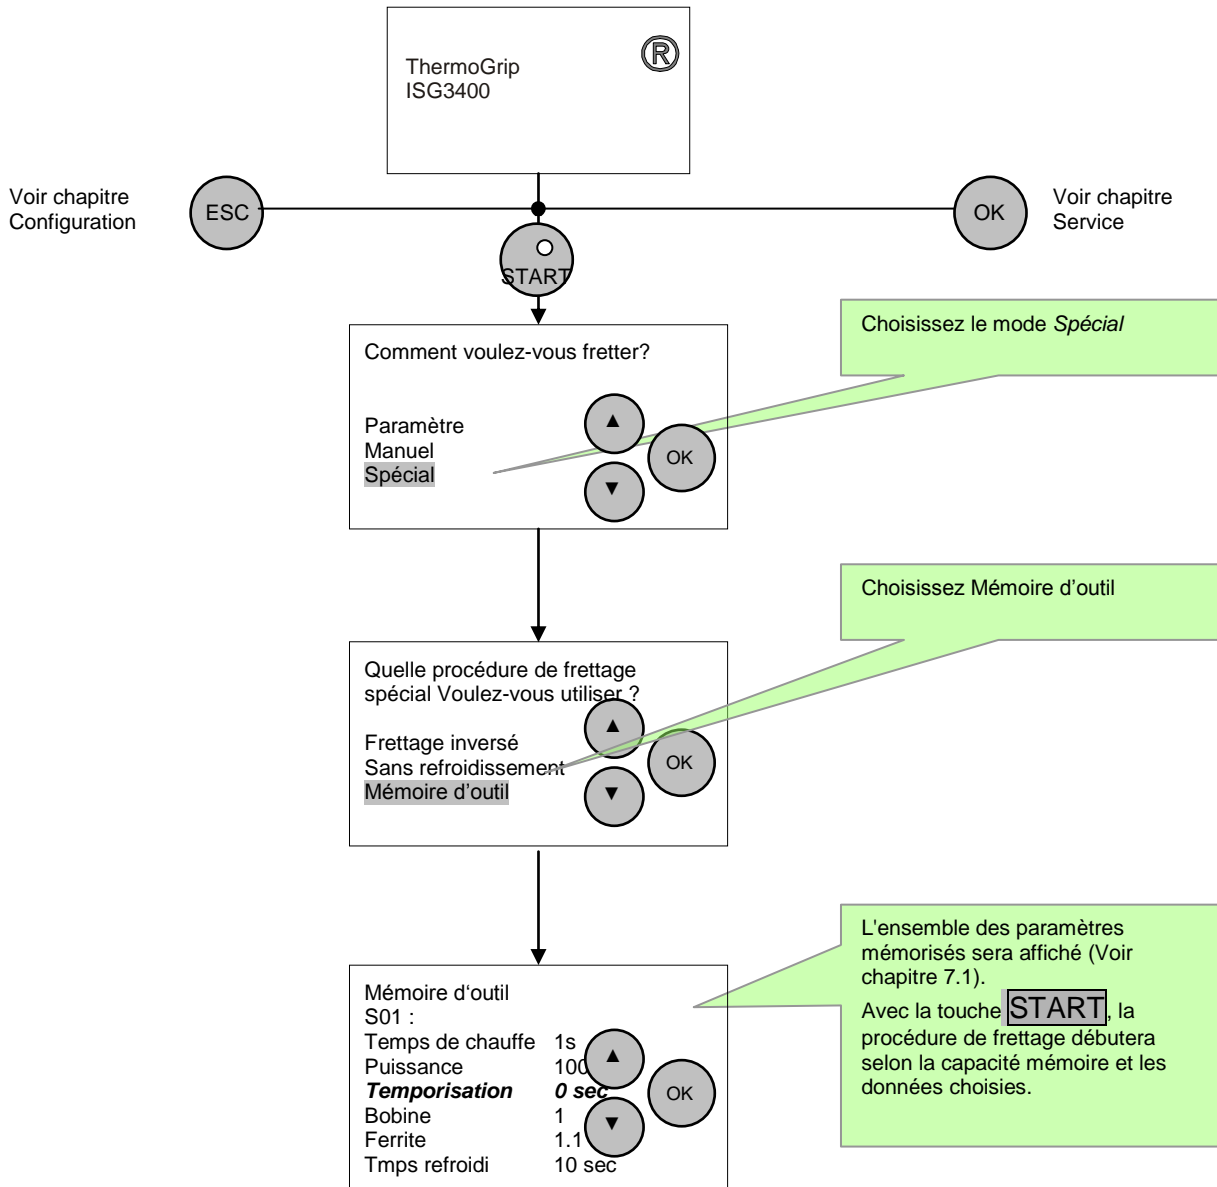 ThermoGrip
ISG3400
®
Voir chapitre
Configuration
ESC
OK
Voir chapitre
Service
START
Choisissez le mode Spécial
Comment voulez-vous fretter?
Paramètre
Manuel
Spécial
▲
▼
OK
Choisissez Mémoire d’outil
Quelle procédure de frettage
spécial Voulez-vous utiliser ?
Frettage inversé
Sans refroidissement
Mémoire d’outil
▲
▼
OK
L'ensemble des paramètres
mémorisés sera affiché (Voir
chapitre 7.1).
Avec la touche START, la
procédure de frettage débutera
selon la capacité mémoire et les
données choisies.
Mémoire d‘outil
S01 :
Temps de chauffe 1s
Puissance 100
Temporisation 0 sec
Bobine 1
Ferrite 1.1
Tmps refroidi 10 sec
▲
▼
OK